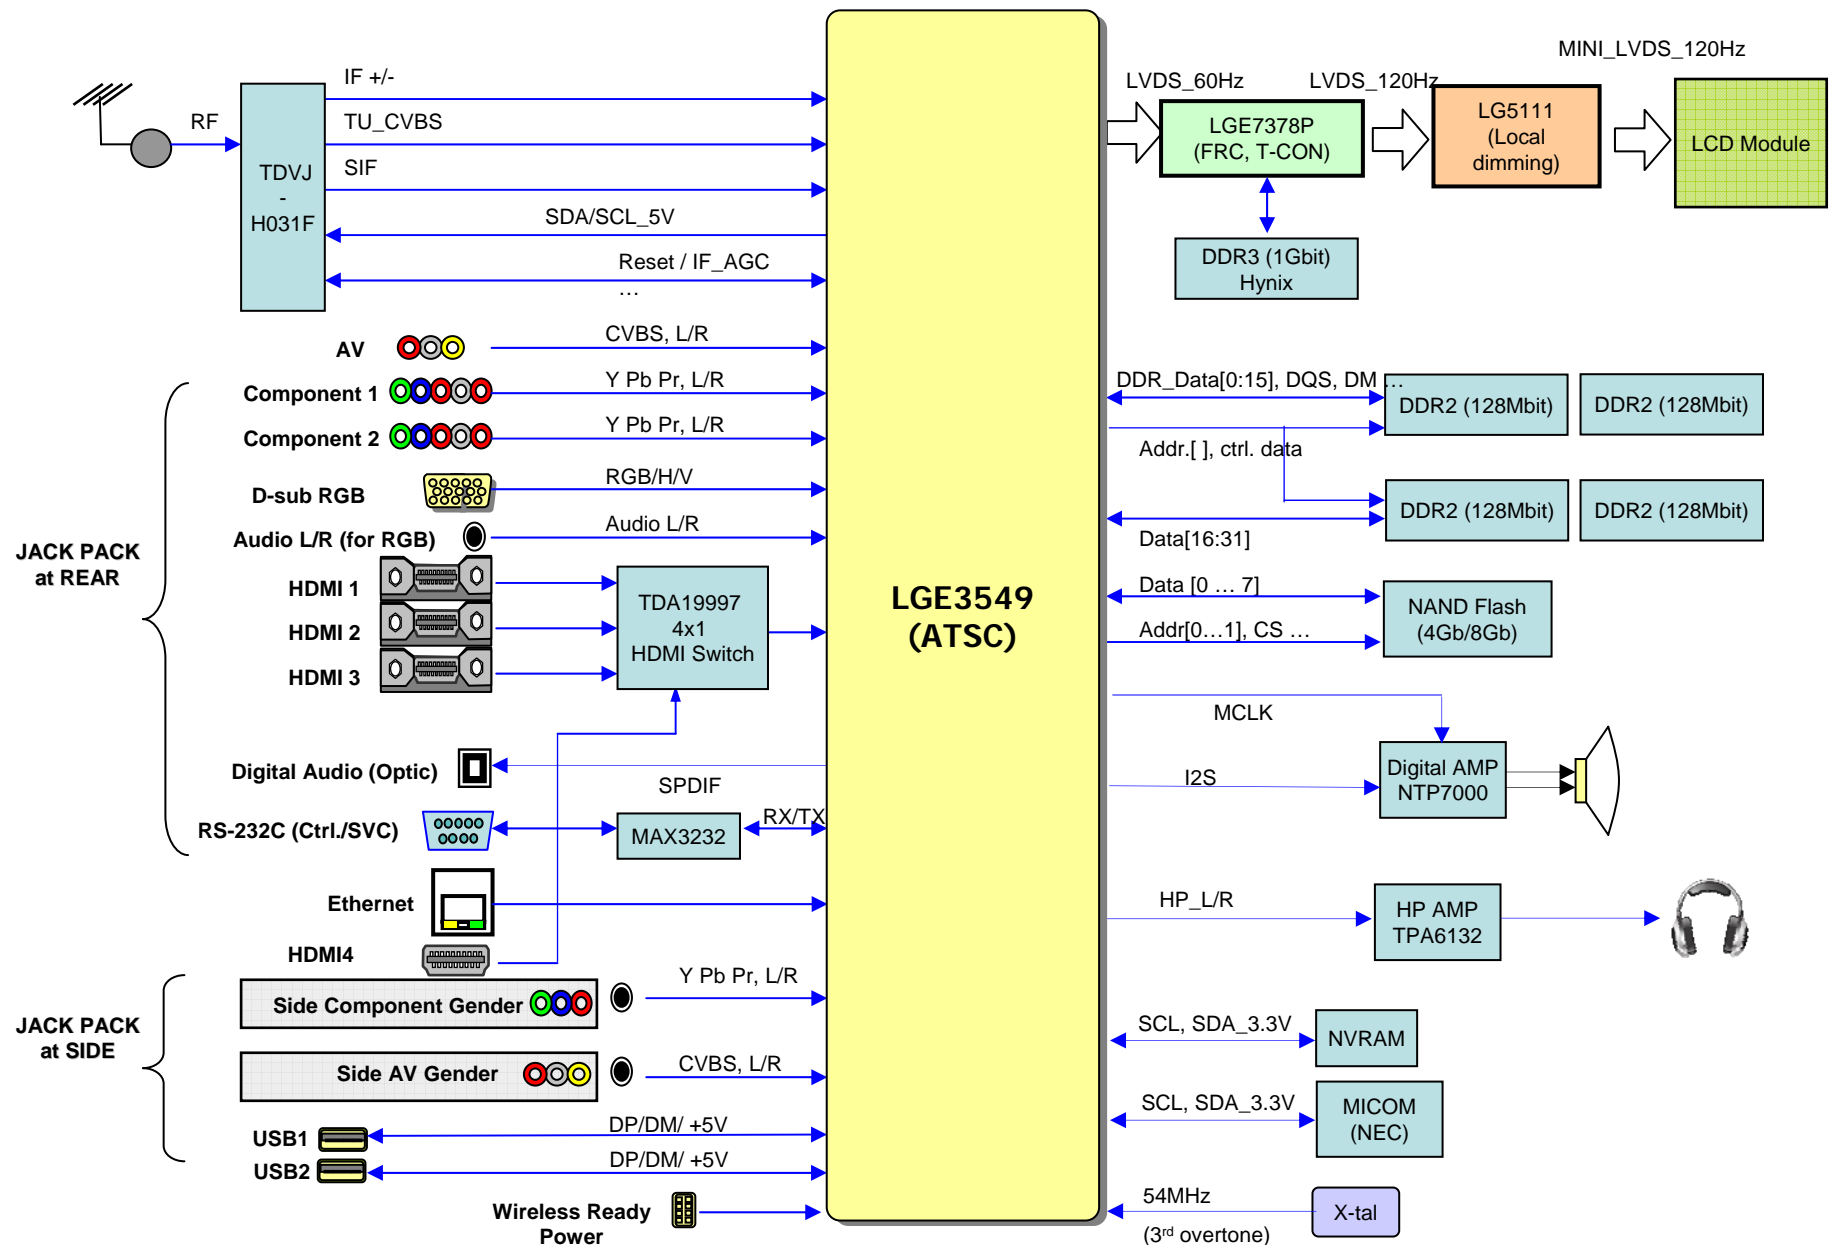 MINI_LVDS_120Hz
IF +/-
LVDS_60Hz
LVDS_120Hz
RF
TU_CVBS
SIF
TDVJ
-
H031F
SDA/SCL_5V
Reset / IF_AGC
...
LGE7378P
(FRC, T-CON)
LG5111
(Local
dimming)
LCD Module
DDR3 (1Gbit)
Hynix
AV
CVBS, L/R
Component 1
Y Pb Pr, L/R
Component 2
Y Pb Pr, L/R
D-sub RGB
RGB/H/V
Audio L/R (for RGB)
Audio L/R
JACK PACK
at REAR
HDMI 1
HDMI 2
HDMI 3
TDA19997
4x1
HDMI Switch
LGE3549
(ATSC)
DDR_Data[0:15], DQS, DM ...
DDR2 (128Mbit)
DDR2 (128Mbit)
Addr.[ ], ctrl. data
DDR2 (128Mbit)
DDR2 (128Mbit)
Data[16:31]
Data [0 ... 7]
Addr[0...1], CS ...
NAND Flash
(4Gb/8Gb)
MCLK
Digital Audio (Optic)
SPDIF
I2S
Digital AMP
NTP7000
RS-232C (Ctrl./SVC)
MAX3232
RX/TX
Ethernet
HP_L/R
HP AMP
TPA6132
HDMI4
JACK PACK
at SIDE
Side Component Gender
Y Pb Pr, L/R
Side AV Gender
CVBS, L/R
SCL, SDA_3.3V
NVRAM
SCL, SDA_3.3V
MICOM
(NEC)
USB1
DP/DM/ +5V
USB2
DP/DM/ +5V
Wireless Ready
Power
54MHz
(3rd overtone)
X-tal